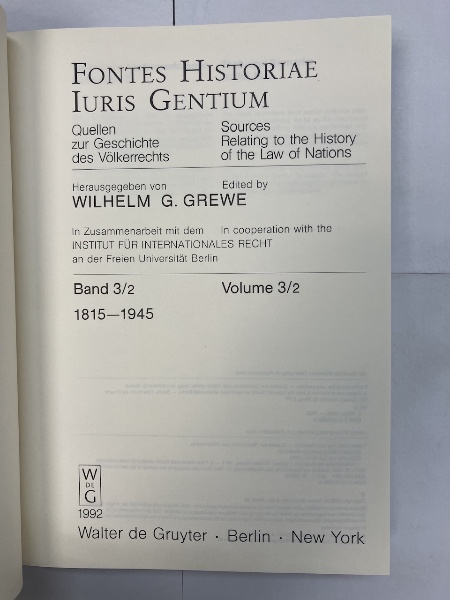 FONTES HISTORIAE
IURIS GENTIUM
Quellen
zur Geschichte
des Völkerrechts
Sources
Relating to the History
of the Law of Nations
Herausgegeben von Edited by
WILHELM G. GREWE
In Zusammenarbeit mit dem In cooperation with the
INSTITUT FÜR INTERNATIONALES RECHT
an der Freien Universität Berlin
Band 3/2 Volume 3/2
1815—1945
W
DE
G
1992
Walter de Gruyter · Berlin · New York